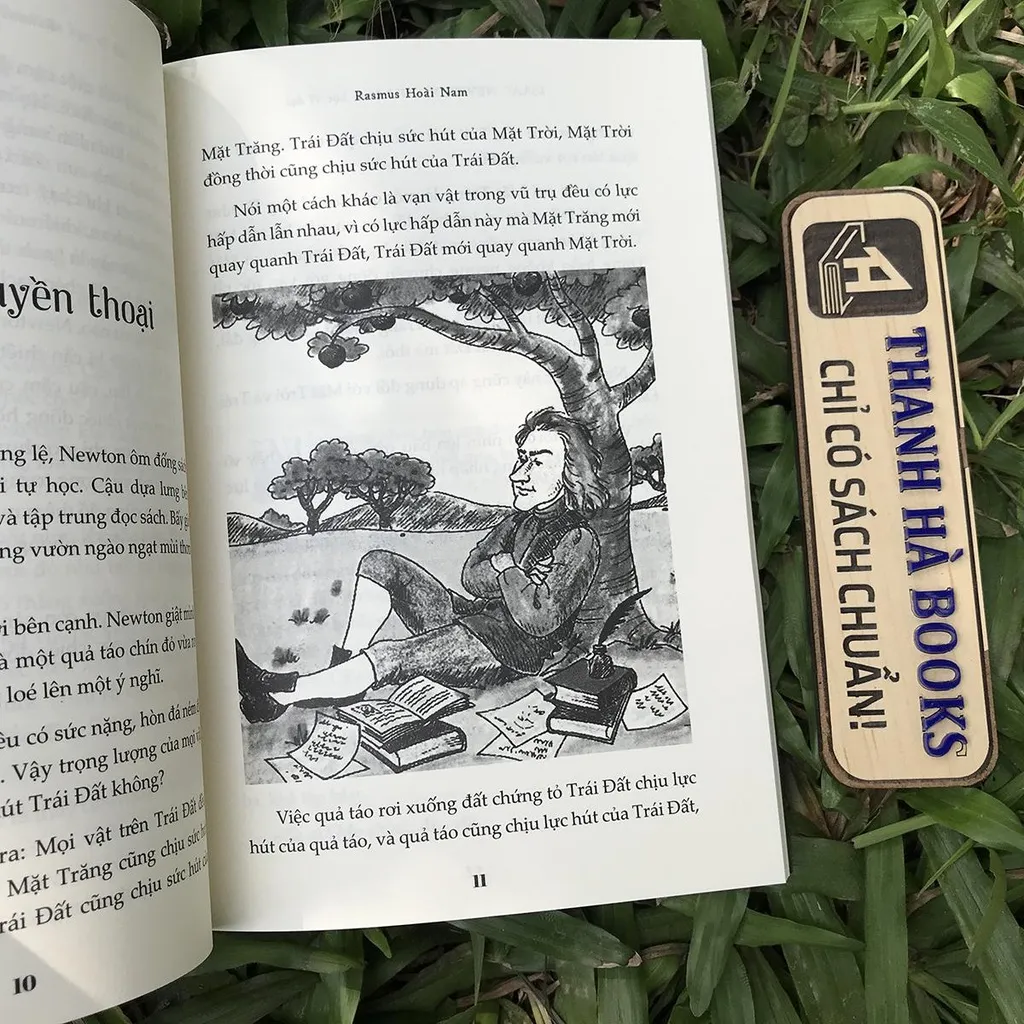 thoại
lệ, Newton ôm đống
tự học. Cậu dựa lưng
và tập trung đọc sách. Bấy
vườn ngào ngạt mùi
bên cạnh. Newton giật
một quả táo chín đỏ vừa
loé lên một ý nghĩ.
có sức nặng, hòn đá ném
Vậy trọng lượng của mọi
hút Trái Đất không?
ra: Mọi vật trên Trái Đất
Mặt Trăng cũng chịu sức
Đất cũng chịu sức hút
10
Rasmus Hoài Nam
Mặt Trăng. Trái Đất chịu sức hút của Mặt Trời, Mặt Trời
đồng thời cũng chịu sức hút của Trái Đất.
Nói một cách khác là vạn vật trong vũ trụ đều có lực
hấp dẫn lẫn nhau, vì có lực hấp dẫn này mà Mặt Trăng mới
quay quanh Trái Đất, Trái Đất mới quay quanh Mặt Trời.
Việc quả táo rơi xuống đất chứng tỏ Trái Đất chịu lực
hút của quả táo, và quả táo cũng chịu lực hút của Trái Đất,
11
THANH HÀ BOOKS
CHỈ CÓ SÁCH CHUẨN!